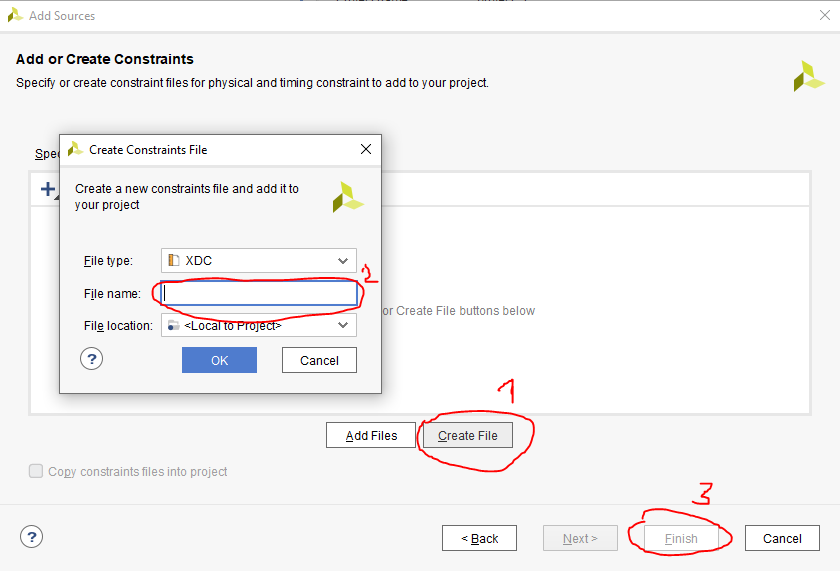 Add Sources
Add or Create Constraints
Specify or create constraint files for physical and timing constraint to add to your project.
Create Constraints File
Create a new constraints file and add it to
your project
File type: XDC
2
File name:
or Create File buttons below
File location: <Local to Project>
? OK Cancel
1
Add Files Create File
Copy constraints files into project
3
? < Back Next > Finish Cancel